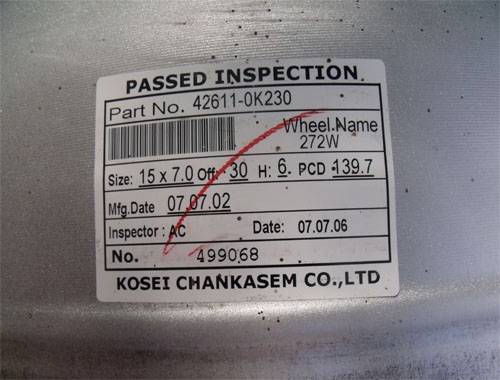 PASSED INSPECTION
Part No. 42611-0K230
Wheel Name
272W
Size: 15 x 7.0 Off: 30 H: 6 PCD 139.7
Mfg.Date 07.07.02
Inspector : AC Date: 07.07.06
No. 499068
KOSEI CHANKASEM CO.,LTD